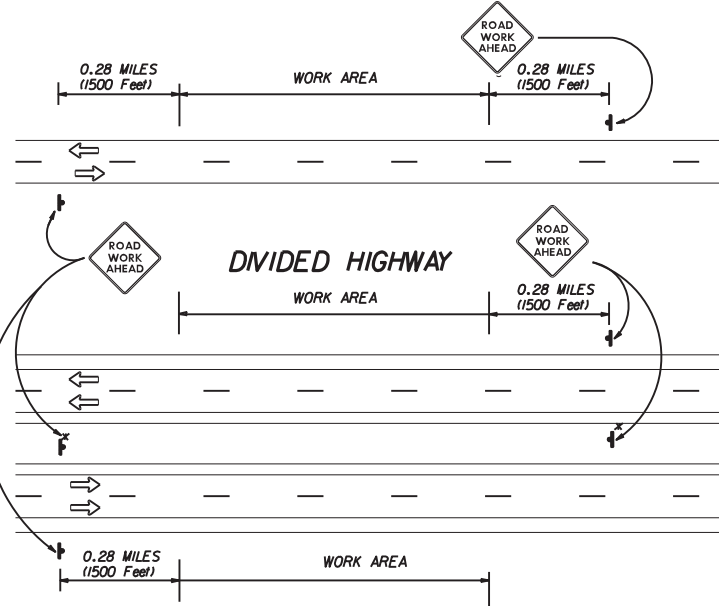 ROAD
WORK
AHEAD
0.28 MILES
(1500 Feet)
WORK AREA
0.28 MILES
(1500 Feet)
ROAD
WORK
AHEAD
DIVIDED HIGHWAY
ROAD
WORK
AHEAD
WORK AREA
0.28 MILES
(1500 Feet)
x
x
0.28 MILES
(1500 Feet)
WORK AREA